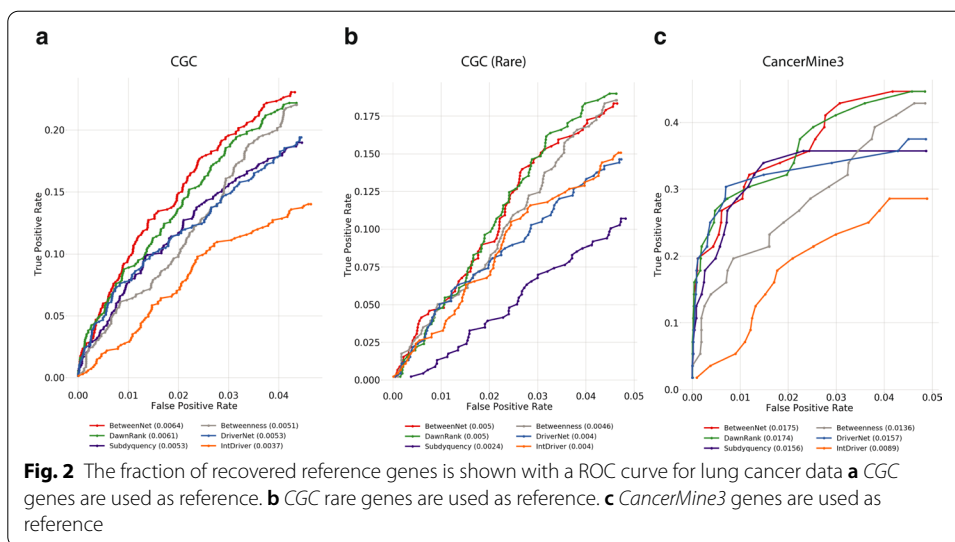 a
CGC
True Positive Rate
0.20
0.15
0.10
0.05
0.00
0.00 0.01 0.02 0.03 0.04
False Positive Rate
BetweenNet (0.0064) Betweenness (0.0051)
DawnRank (0.0061) DriverNet (0.0053)
Subdyquency (0.0053) IntDriver (0.0037)
b
CGC (Rare)
True Positive Rate
0.175
0.150
0.125
0.100
0.075
0.050
0.025
0.000
0.00 0.01 0.02 0.03 0.04
False Positive Rate
BetweenNet (0.005) Betweenness (0.0046)
DawnRank (0.005) DriverNet (0.004)
Subdyquency (0.0024) IntDriver (0.004)
c
CancerMine3
True Positive Rate
0.4
0.3
0.2
0.1
0.0
0.00 0.01 0.02 0.03 0.04 0.05
False Positive Rate
BetweenNet (0.0175) Betweenness (0.0136)
DawnRank (0.0174) DriverNet (0.0157)
Subdyquency (0.0156) IntDriver (0.0089)
Fig. 2 The fraction of recovered reference genes is shown with a ROC curve for lung cancer data a CGC
genes are used as reference. b CGC rare genes are used as reference. c CancerMine3 genes are used as
reference